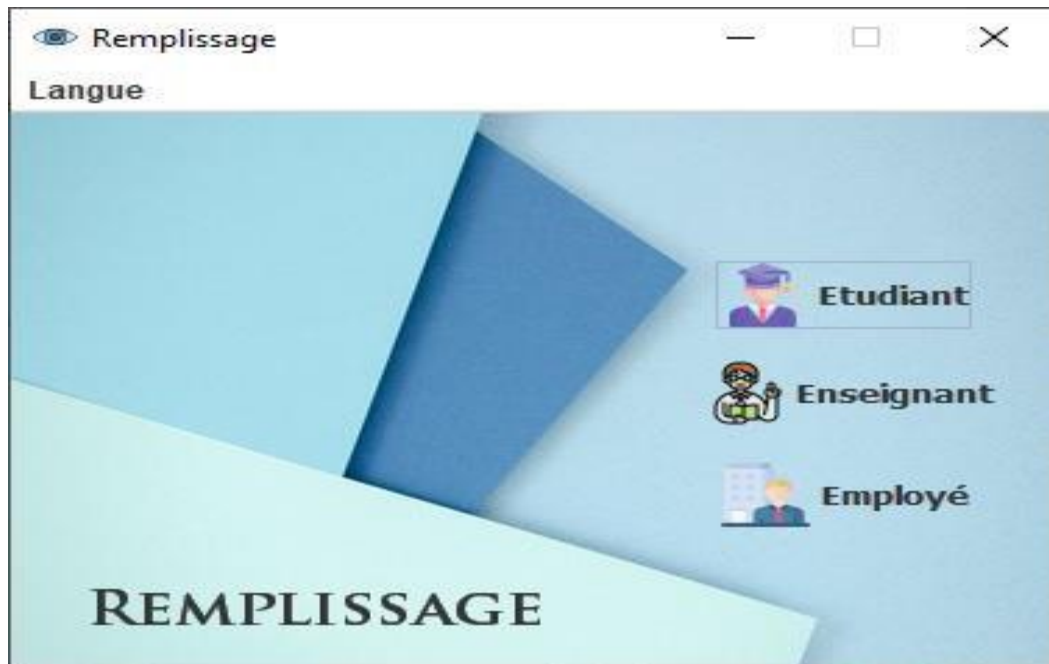 Remplissage
Langue
Etudiant
Enseignant
Employé
REMPLISSAGE